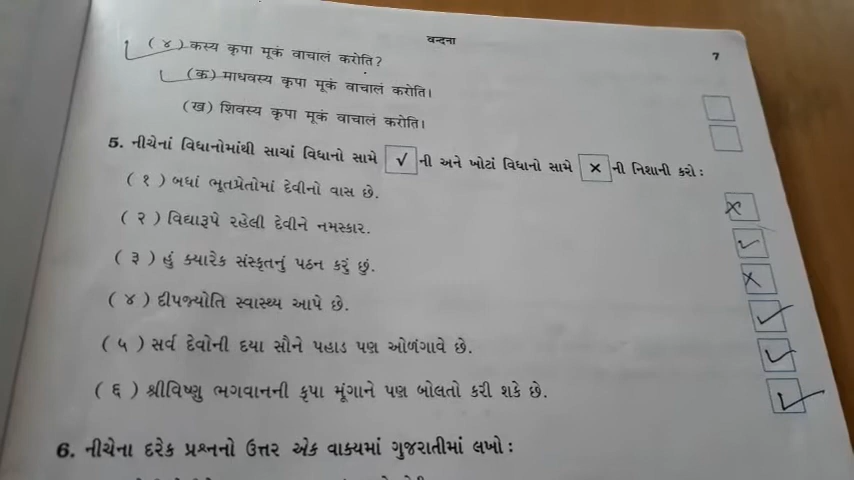 वन्दना
7
(४) कस्य कृपा मूकं वाचालं करोति?
(क) माधवस्य कृपा मूकं वाचालं करोति।
(ख) शिवस्य कृपा मूकं वाचालं करोति।
5. નીચેનાં વિધાનોમાંથી સાચાં વિધાનો સામે ✓ ની અને ખોટાં વિધાનો સામે × ની નિશાની કરો :
(૧) બધાં ભૂતપ્રેતોમાં દેવીનો વાસ છે. ×
(૨) વિદ્યારૂપે રહેલી દેવીને નમસ્કાર. ✓
(૩) હું ક્યારેક સંસ્કૃતનું પઠન કરું છું. ×
(૪) દીપજ્યોતિ સ્વાસ્થ્ય આપે છે. ✓
(૫) સર્વ દેવોની દયા સૌને પહાડ પણ ઓળંગાવે છે. ✓
(૬) શ્રીવિષ્ણુ ભગવાનની કૃપા મૂંગાને પણ બોલતો કરી શકે છે. ✓
6. નીચેના દરેક પ્રશ્નનો ઉત્તર એક વાક્યમાં ગુજરાતીમાં લખો :